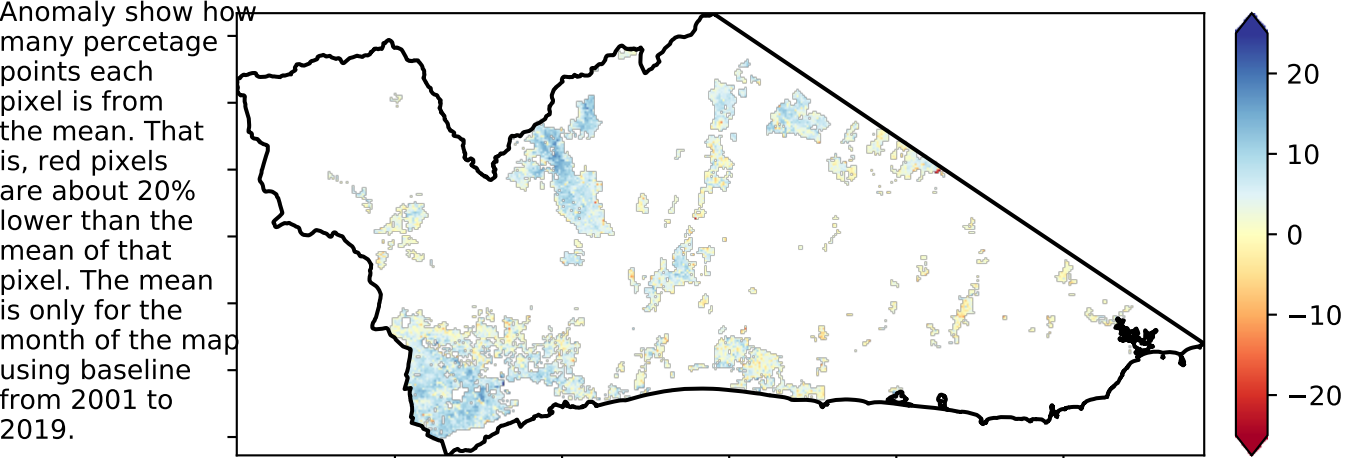 Anomaly show how
many percetage
points each
pixel is from
the mean. That
is, red pixels
are about 20%
lower than the
mean of that
pixel. The mean
is only for the
month of the map
using baseline
from 2001 to
2019.
20
10
0
−10
−20